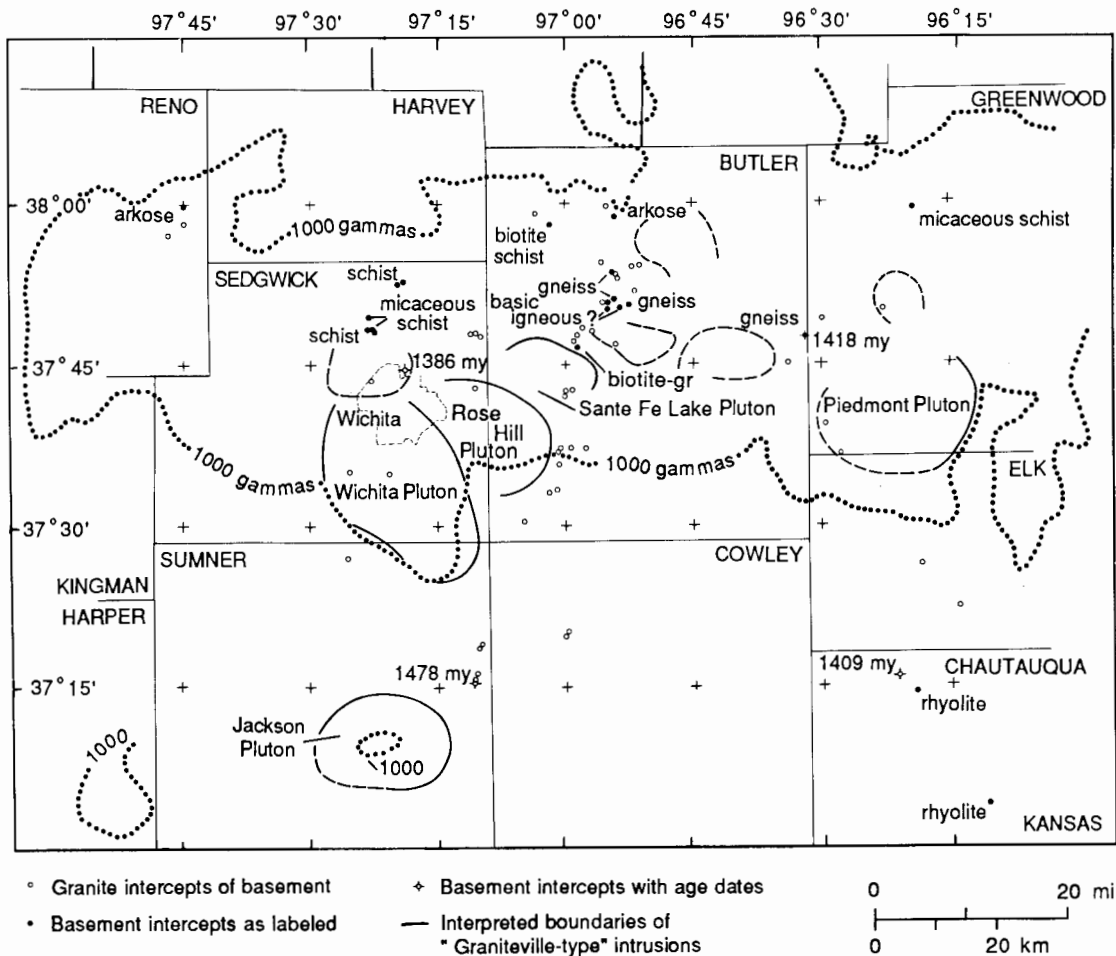 97° 45' 97° 30' 97° 15' 97° 00' 96° 45' 96° 30' 96° 15'
RENO HARVEY GREENWOOD
BUTLER
38° 00'
arkose
1000 gammas
arkose
biotite
schist
micaceous schist
SEDGWICK
schist
micaceous
schist
schist
gneiss
basic
igneous ?
gneiss
gneiss
1418 my
37° 45'
1386 my
biotite-gr
Sante Fe Lake Pluton
Piedmont Pluton
Wichita
Rose
Hill
Pluton
1000 gammas
Wichita Pluton
1000 gammas
ELK
37° 30'
SUMNER
COWLEY
KINGMAN
HARPER
1478 my
1409 my
CHAUTAUQUA
37° 15'
rhyolite
Jackson
Pluton
1000
1000
rhyolite
KANSAS
Granite intercepts of basement
Basement intercepts as labeled
Basement intercepts with age dates
Interpreted boundaries of
"Graniteville-type" intrusions
0 20 mi
0 20 km